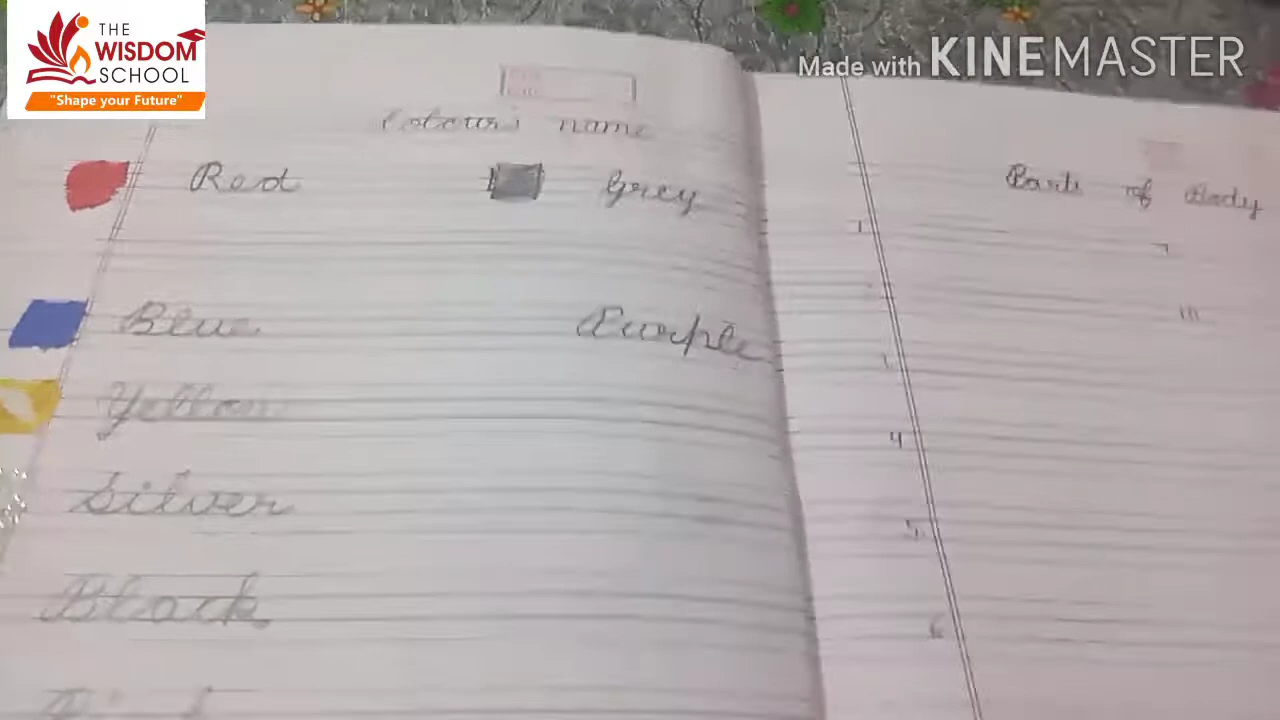 THE
WISDOM
SCHOOL
"Shape your Future"
Made with KINEMASTER
Colour's name
Red Grey
Blue Purple
Yellow
Silver
Black
Parts of Body
1
4
5.
6